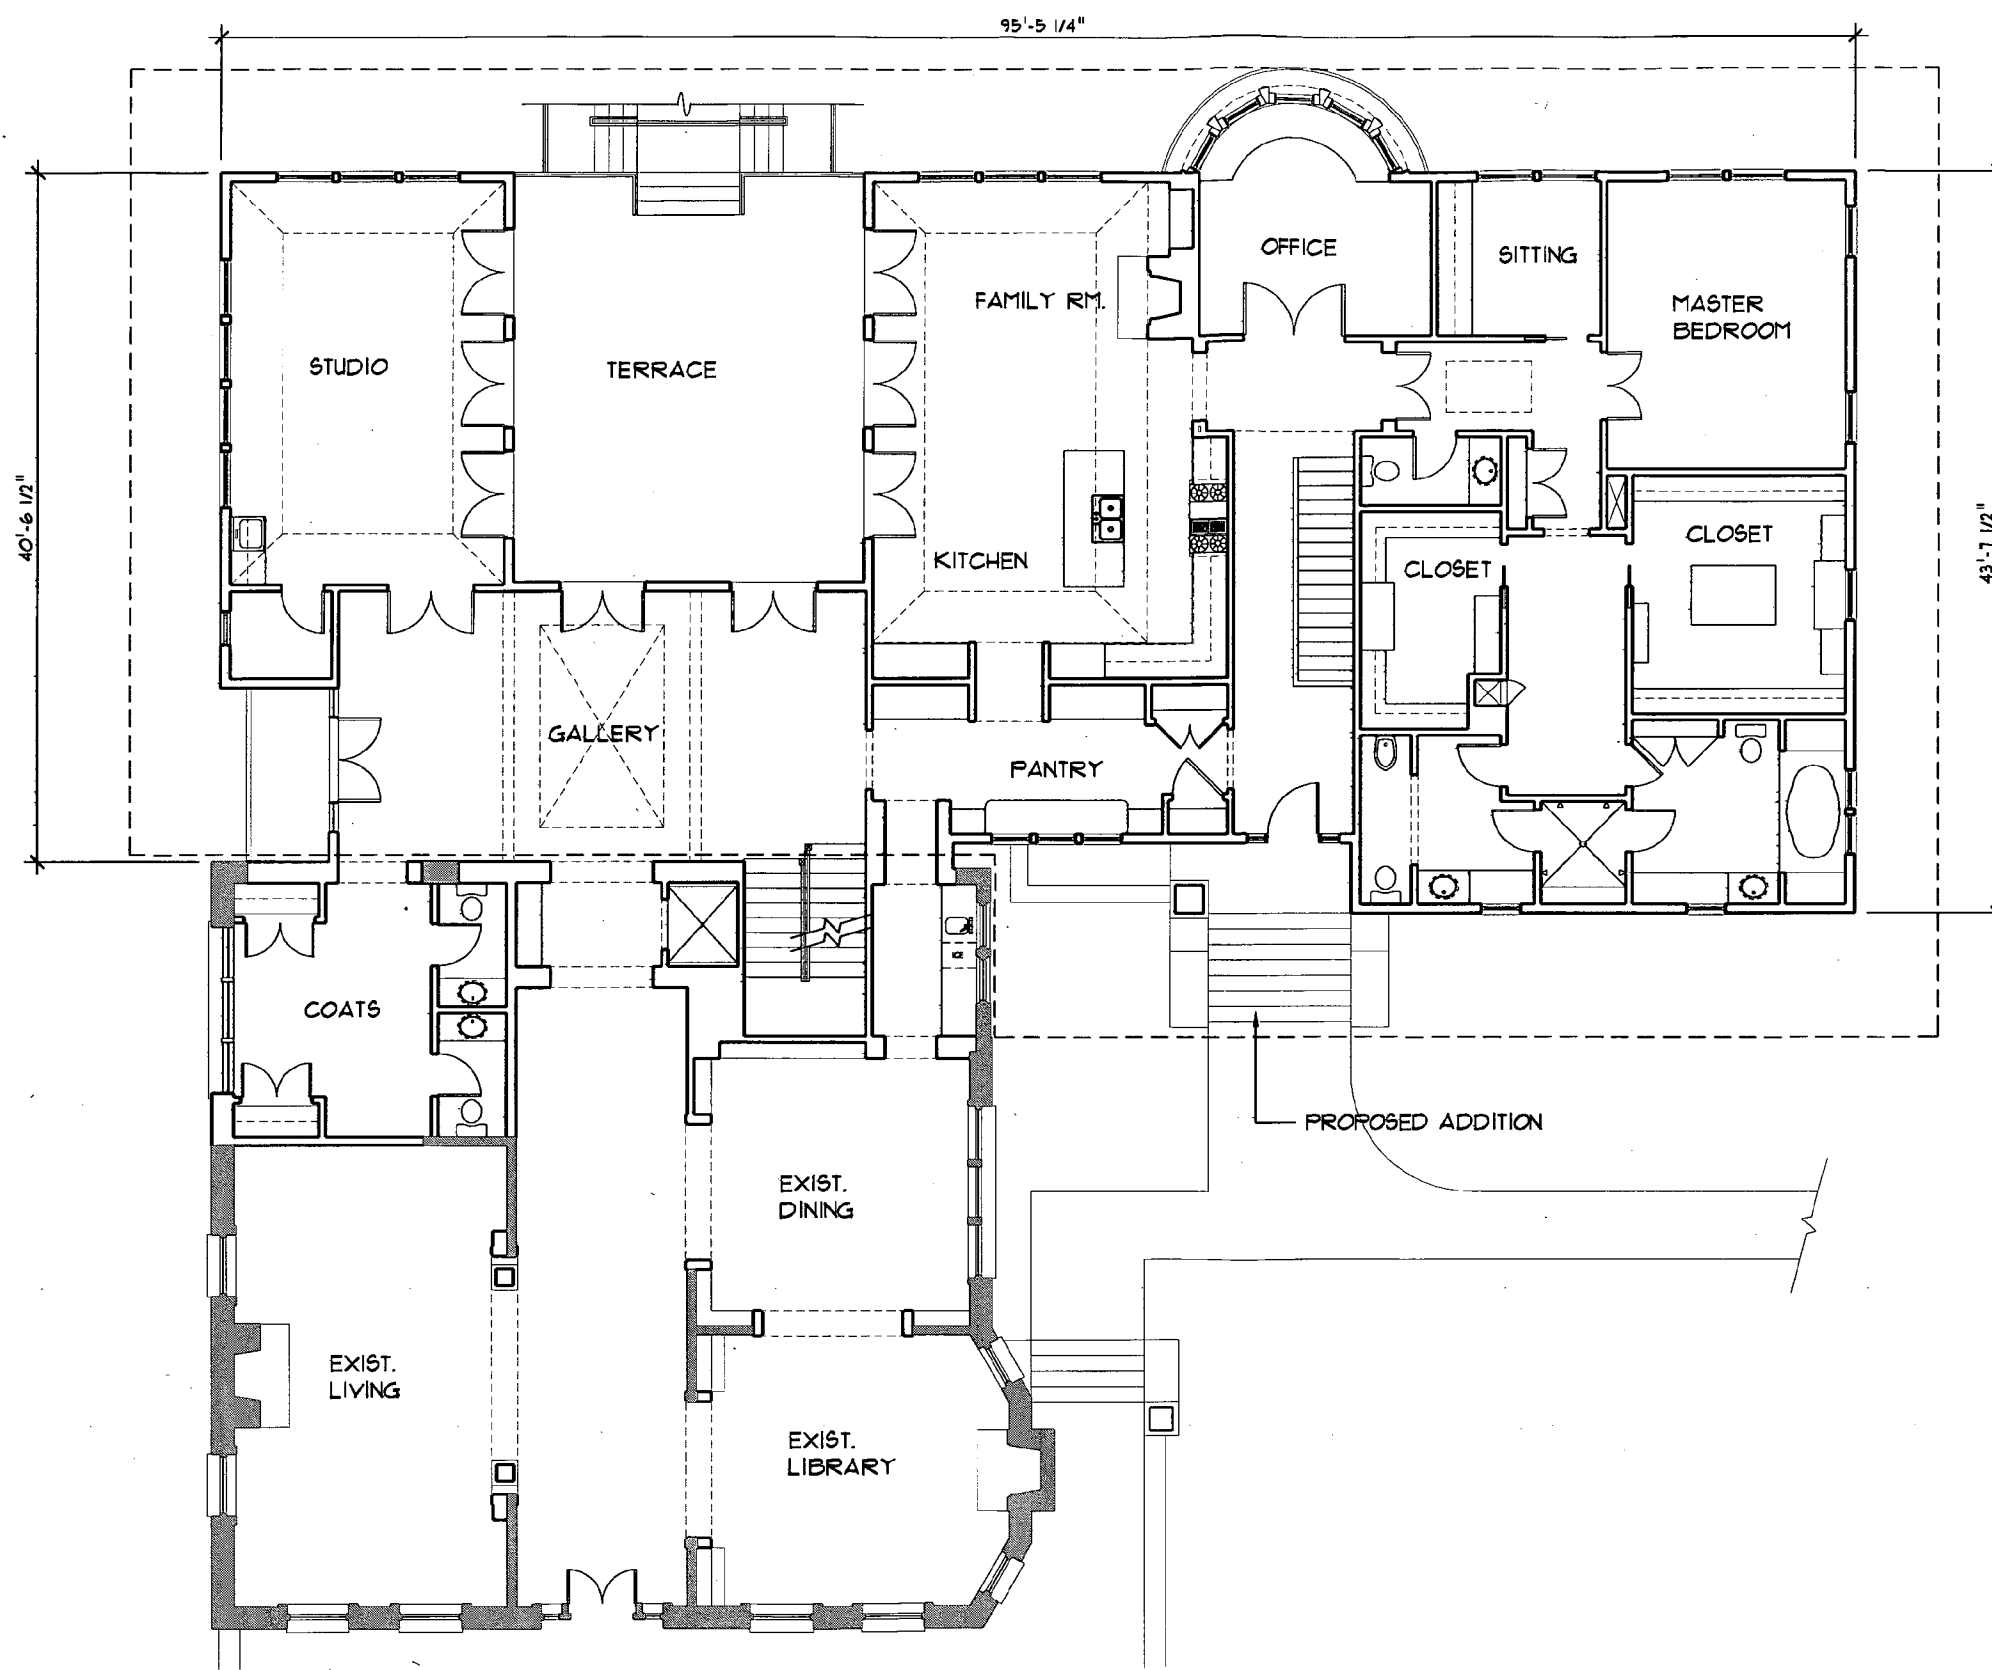 95'-5 1/4"
OFFICE
SITTING
FAMILY RM.
MASTER
BEDROOM
STUDIO
TERRACE
40'-6 1/2"
43'-7 1/2"
KITCHEN
CLOSET
CLOSET
GALLERY
PANTRY
ICE
COATS
PROPOSED ADDITION
EXIST.
DINING
EXIST.
LIVING
EXIST.
LIBRARY